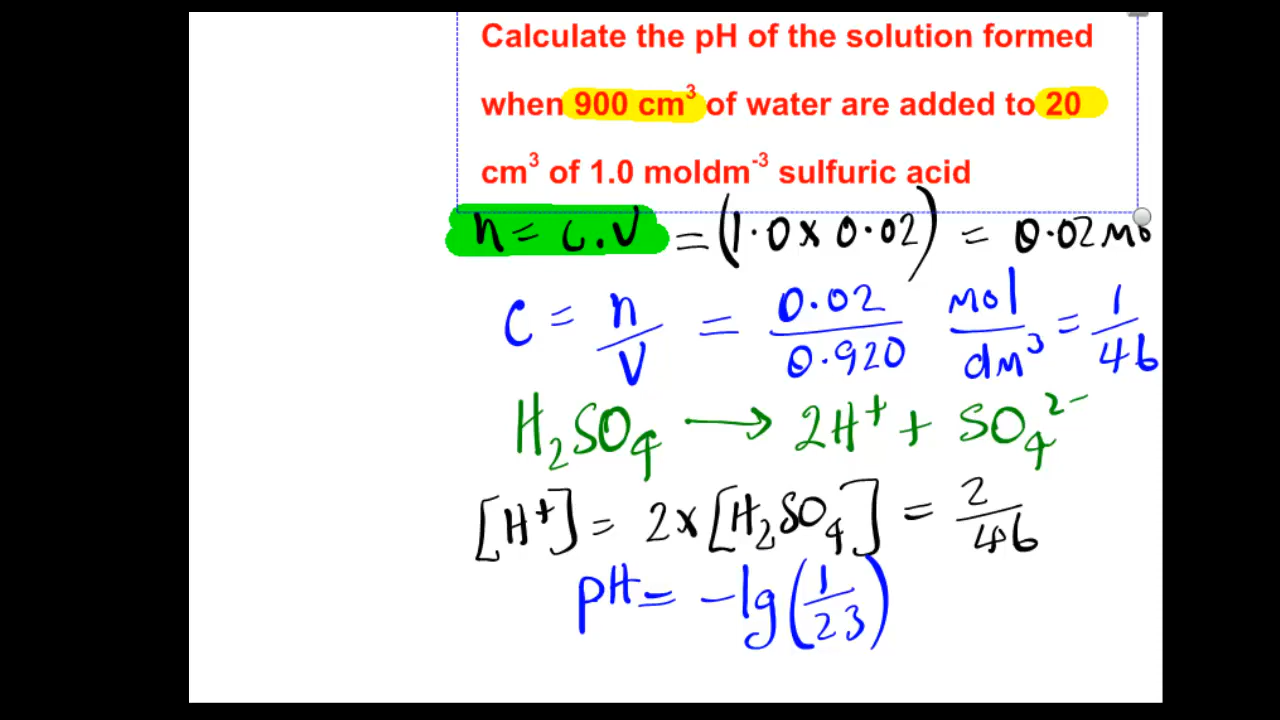 Calculate the pH of the solution formed
when 900 cm³ of water are added to 20
cm³ of 1.0 moldm⁻³ sulfuric acid
n = c.V = (1.0 x 0.02) = 0.02 mo
C = n/V = 0.02/0.920 mol/dm³ = 1/46
H₂SO₄ → 2H⁺ + SO₄²⁻
[H⁺] = 2x[H₂SO₄] = 2/46
pH = -lg(1/23)